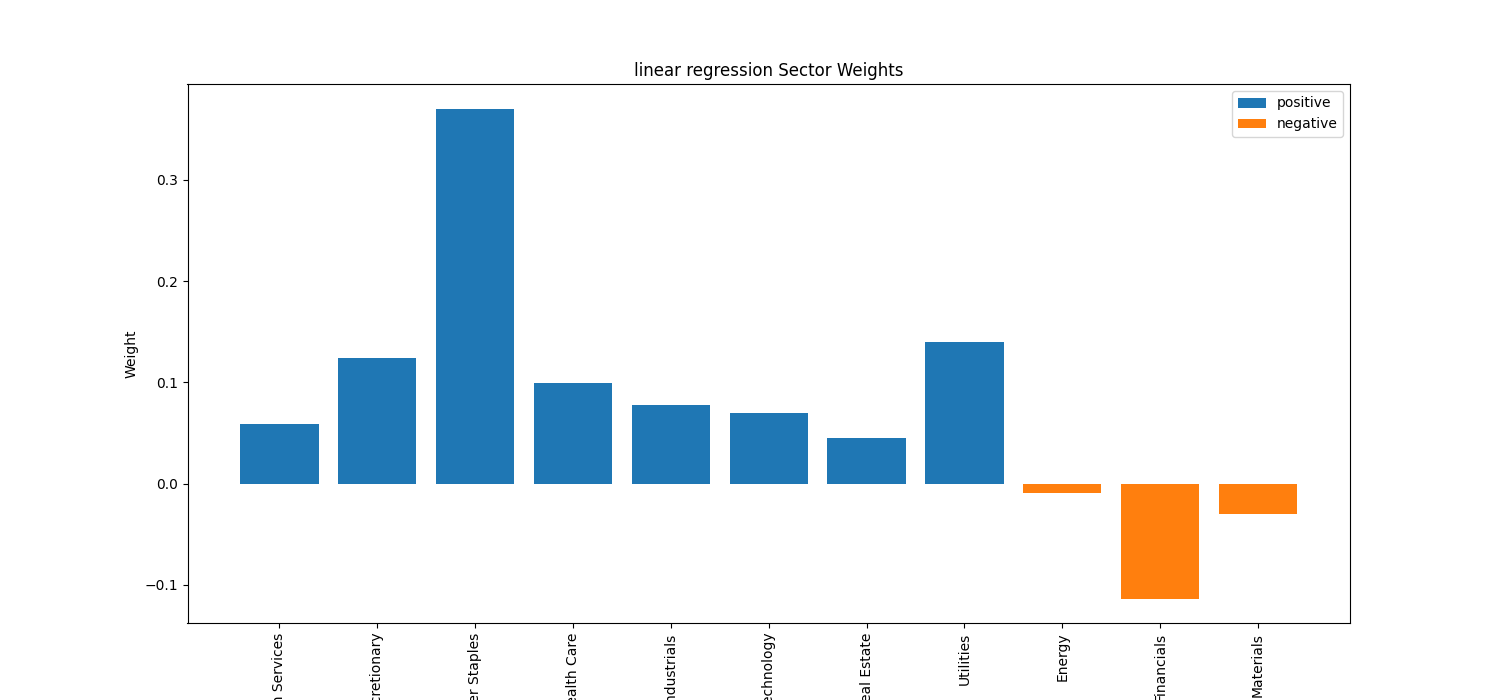 linear regression Sector Weights
positive
negative
Weight
0.3
0.2
0.1
0.0
−0.1
Services
cretionary
er Staples
ealth Care
ndustrials
echnology
eal Estate
Utilities
Energy
Financials
Materials